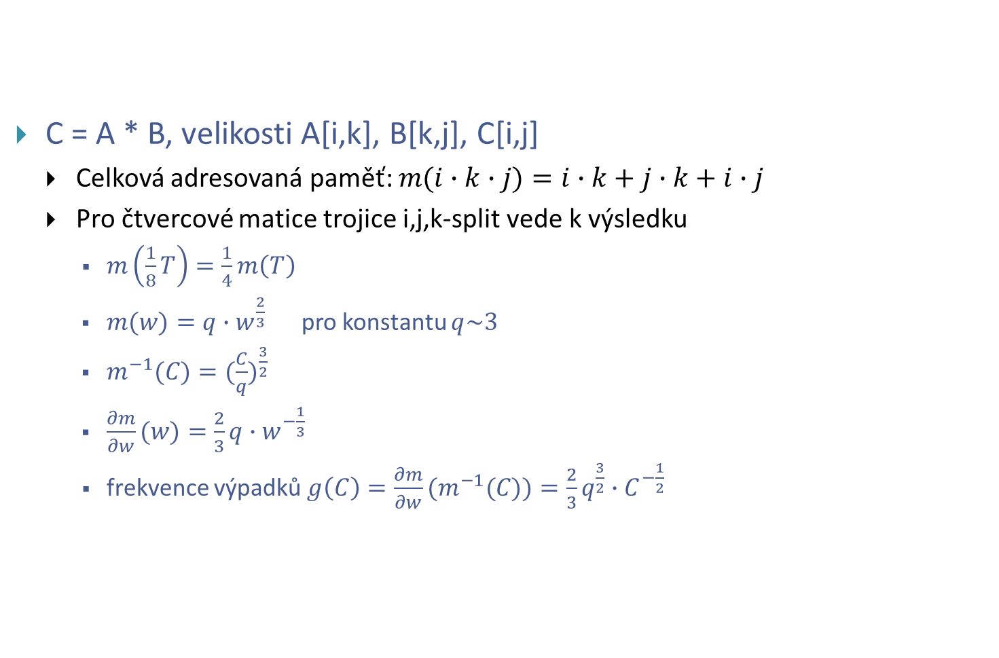 C = A * B, velikosti A[i,k], B[k,j], C[i,j]
Celková adresovaná paměť: $m(i \cdot k \cdot j) = i \cdot k + j \cdot k + i \cdot j$
Pro čtvercové matice trojice i,j,k-split vede k výsledku
$m\left(\frac{1}{8}T\right) = \frac{1}{4}m(T)$
$m(w) = q \cdot w^{\frac{2}{3}}$ pro konstantu $q \sim 3$
$m^{-1}(C) = (\frac{C}{q})^{\frac{3}{2}}$
$\frac{\partial m}{\partial w}(w) = \frac{2}{3}q \cdot w^{-\frac{1}{3}}$
frekvence výpadků $g(C) = \frac{\partial m}{\partial w}(m^{-1}(C)) = \frac{2}{3}q^{\frac{3}{2}} \cdot C^{-\frac{1}{2}}$